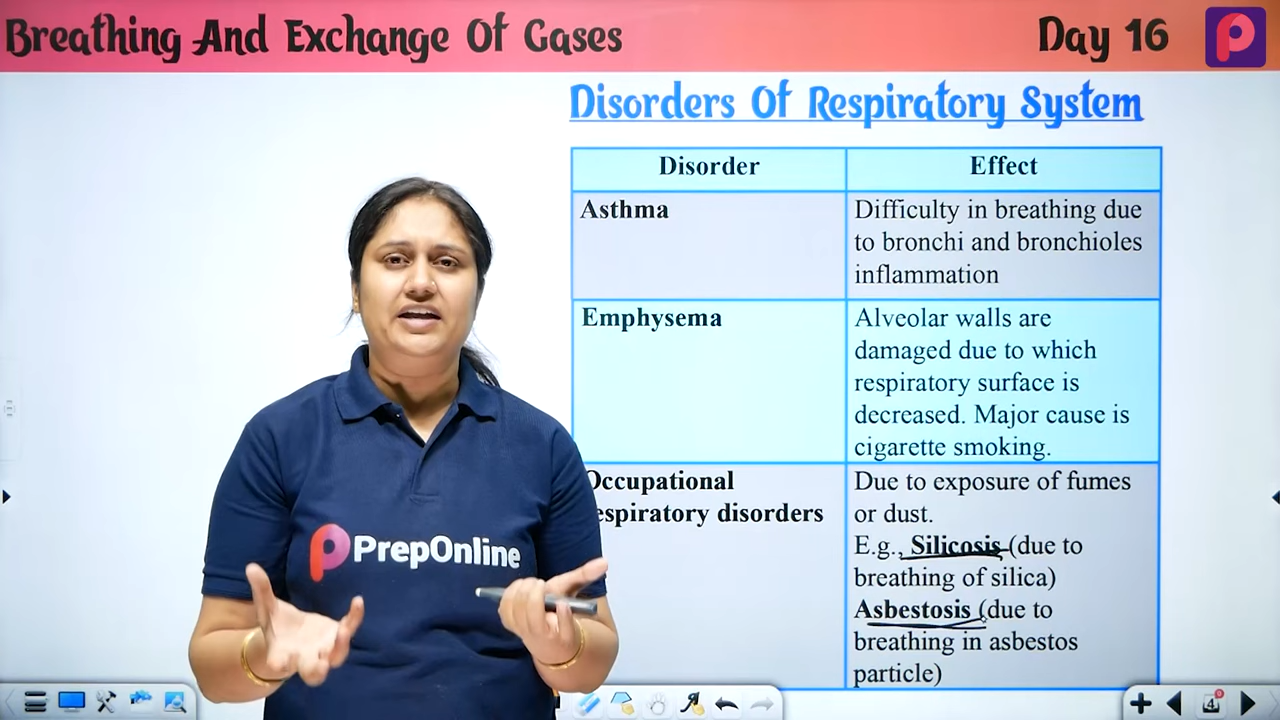 Breathing And Exchange Of Gases
Day 16
Disorders Of Respiratory System
Disorder
Effect
Asthma
Difficulty in breathing due
to bronchi and bronchioles
inflammation
Emphysema
Alveolar walls are
damaged due to which
respiratory surface is
decreased. Major cause is
cigarette smoking.
Occupational
espiratory disorders
Due to exposure of fumes
or dust.
E.g., Silicosis (due to
breathing of silica)
Asbestosis (due to
breathing in asbestos
particle)
PrepOnline
4